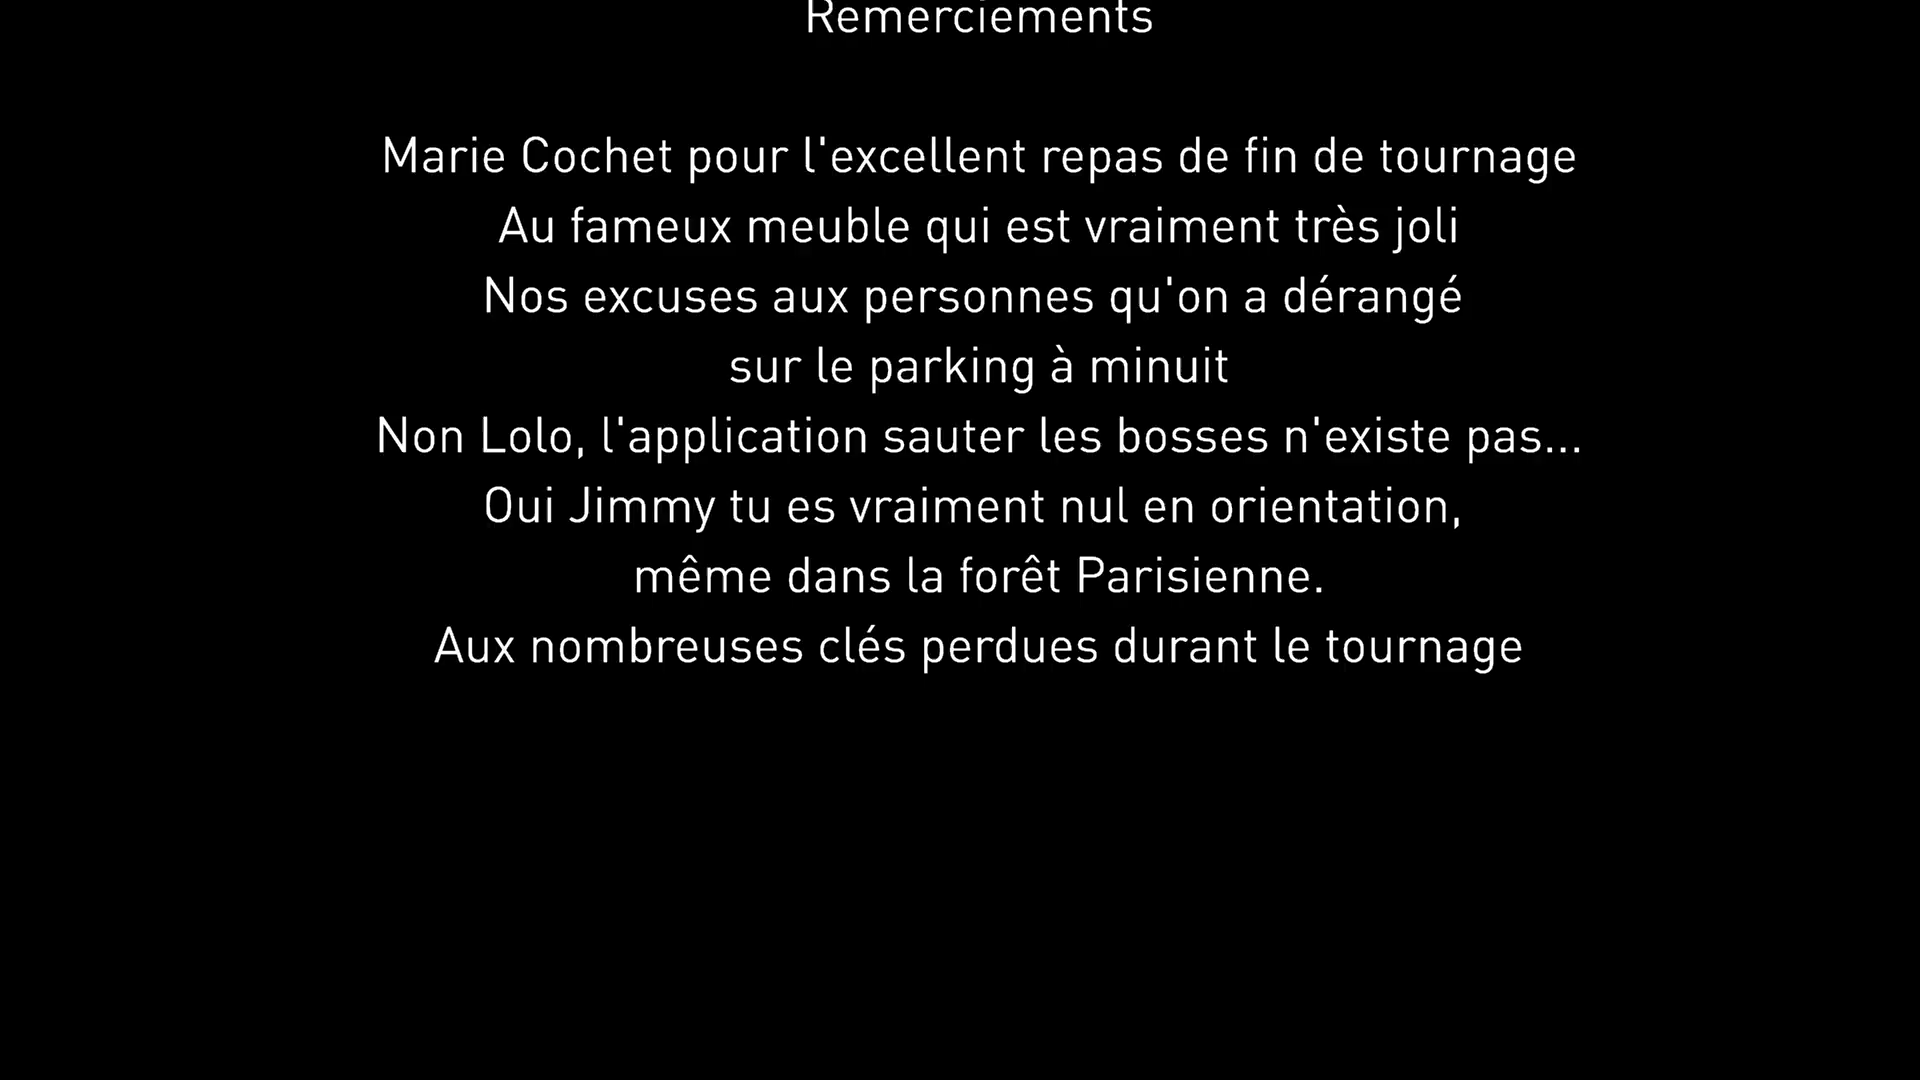 Remerciements
Marie Cochet pour l'excellent repas de fin de tournage
Au fameux meuble qui est vraiment très joli
Nos excuses aux personnes qu'on a dérangé
sur le parking à minuit
Non Lolo, l'application sauter les bosses n'existe pas...
Oui Jimmy tu es vraiment nul en orientation,
même dans la forêt Parisienne.
Aux nombreuses clés perdues durant le tournage